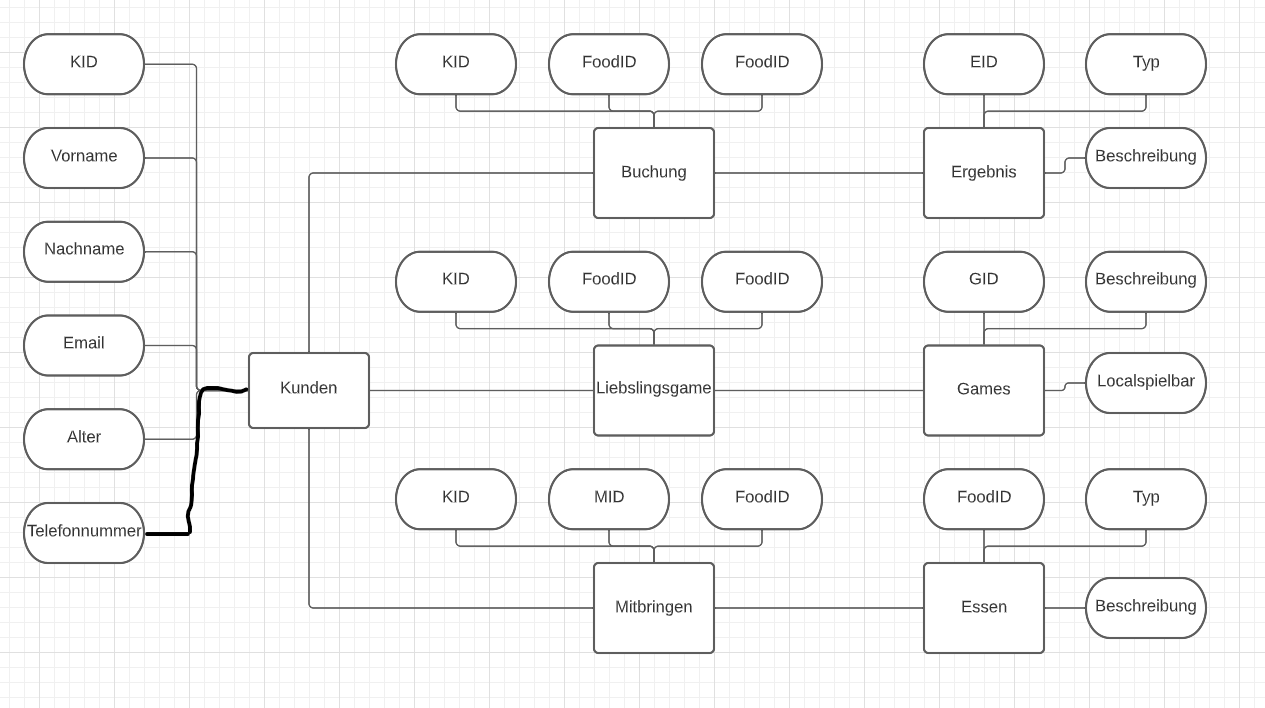 KID
Vorname
Nachname
Email
Alter
Telefonnummer
Kunden
KID
FoodID
FoodID
Buchung
KID
FoodID
FoodID
Liebslingsgame
KID
MID
FoodID
Mitbringen
EID
Typ
Ergebnis
Beschreibung
GID
Beschreibung
Games
Localspielbar
FoodID
Typ
Essen
Beschreibung